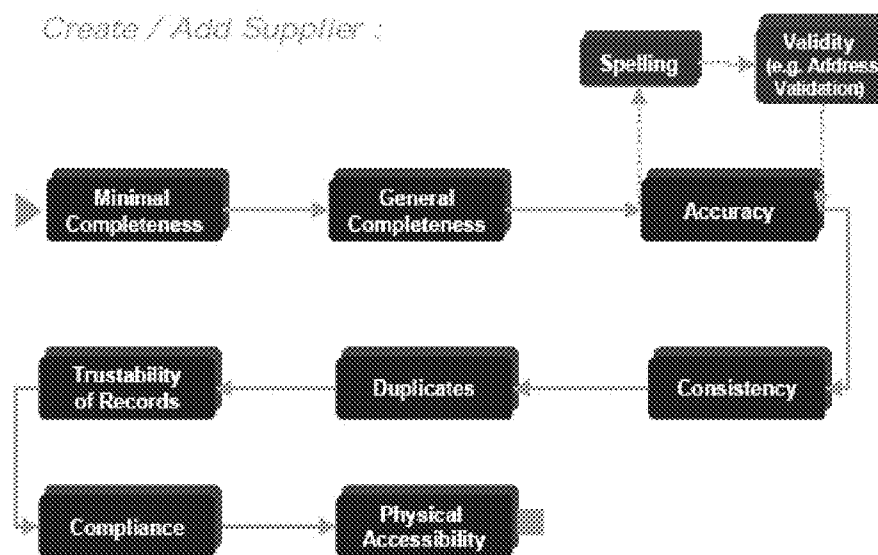 Create / Add Supplier :
Spelling
Validity
(e.g. Address
Validation)
Minimal
Completeness
General
Completeness
Accuracy
Trustability
of Records
Duplicates
Consistency
Compliance
Physical
Accessibility